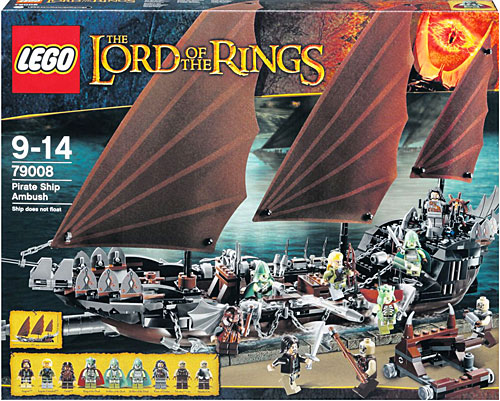 LEGO
THE LORD OF THE RINGS
9-14
79008
Pirate Ship
Ambush
Ship does not float